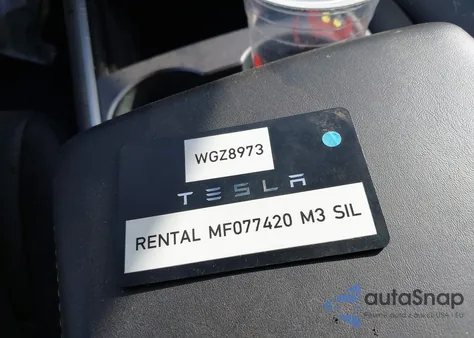 WGZ8973
TESLA
RENTAL MF077420 M3 SIL
autoSnap